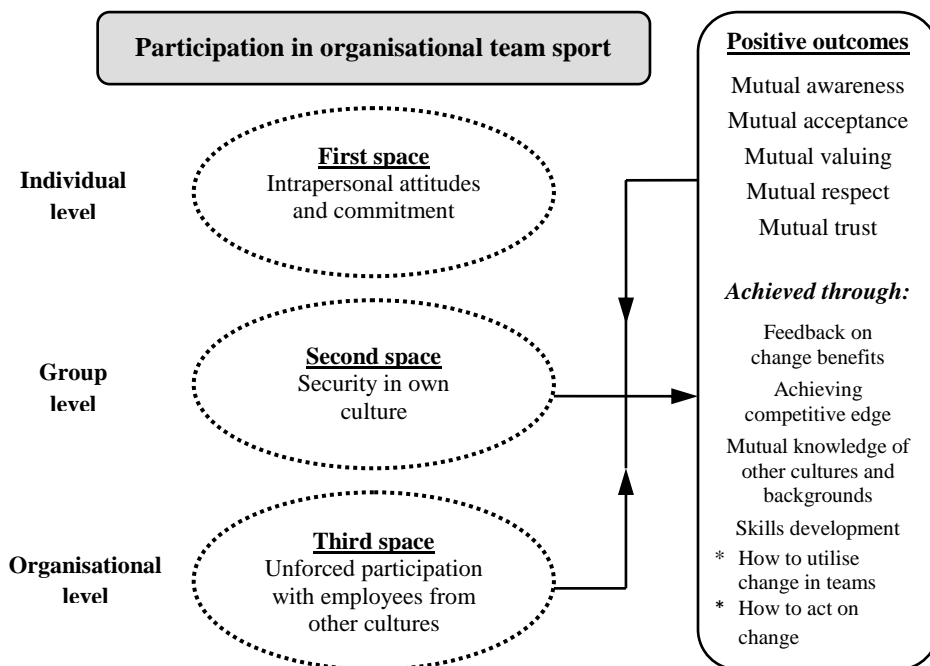 Participation in organisational team sport
Individual
level
First space
Intrapersonal attitudes
and commitment
Group
level
Second space
Security in own
culture
Organisational
level
Third space
Unforced participation
with employees from
other cultures
Positive outcomes
Mutual awareness
Mutual acceptance
Mutual valuing
Mutual respect
Mutual trust
Achieved through:
Feedback on
change benefits
Achieving
competitive edge
Mutual knowledge of
other cultures and
backgrounds
Skills development
* How to utilise
change in teams
* How to act on
change